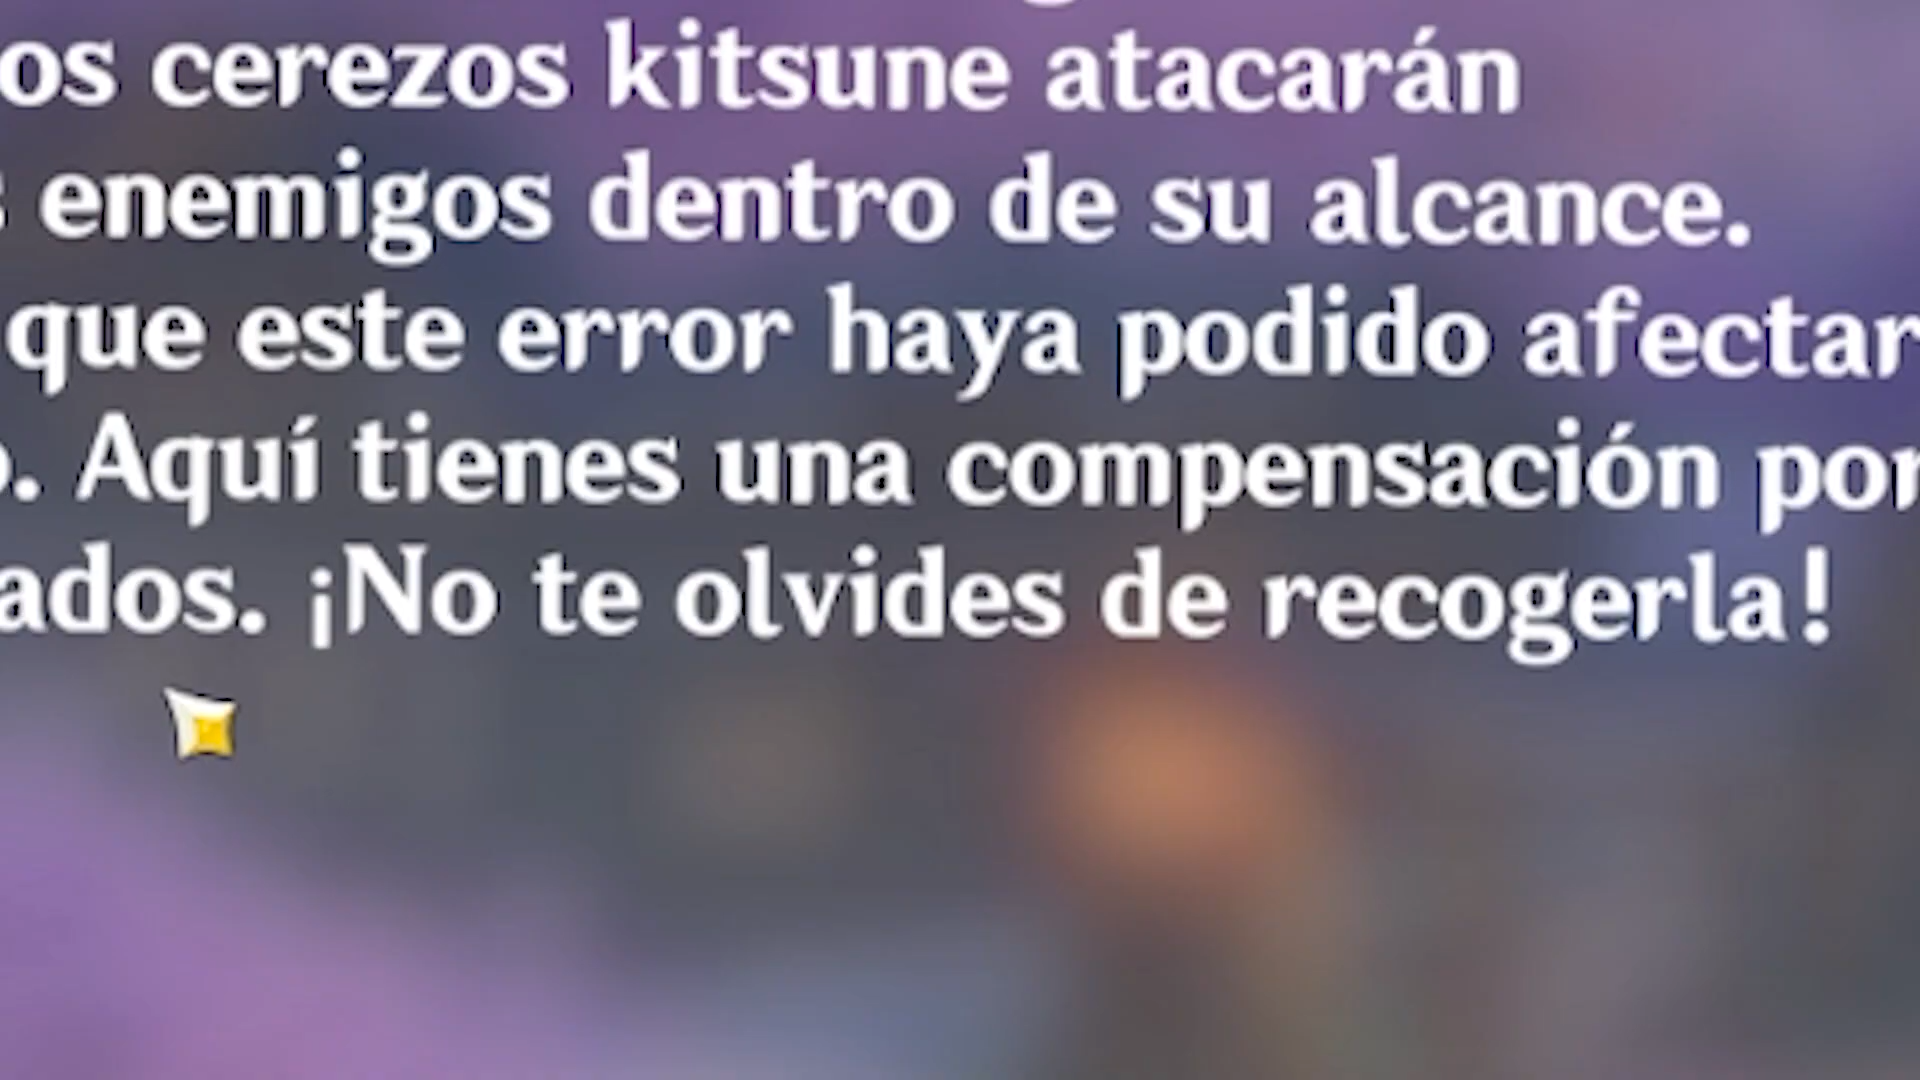 os cerezos kitsune atacarán
enemigos dentro de su alcance.
que este error haya podido afectar
o. Aquí tienes una compensación por
ados. ¡No te olvides de recogerla!